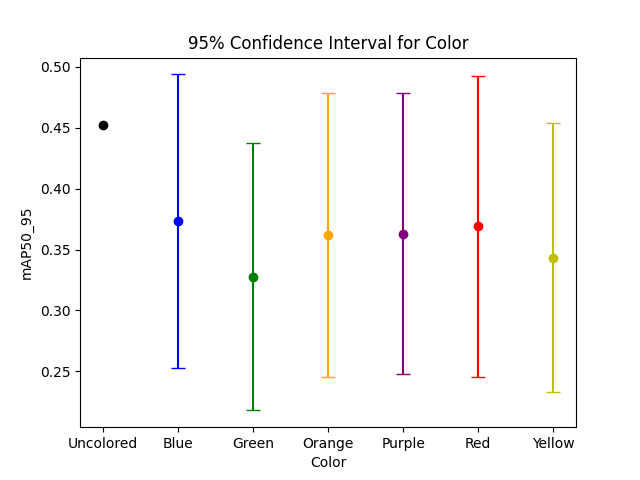 95% Confidence Interval for Color
mAP50_95
0.50
0.45
0.40
0.35
0.30
0.25
Uncolored Blue Green Orange Purple Red Yellow
Color